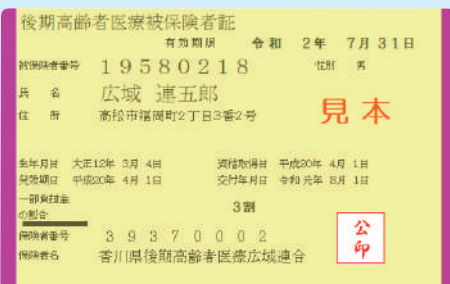 後期高齢者医療被保険者証
有効期限 令和 2年 7月31日
被保険者番号 19580218 性別 男
氏名 広域 連五郎
住所 高松市福岡町2丁目3番2号
見本
生年月日 大正12年 3月 4日 資格取得日 平成20年 4月 1日
発効期日 平成20年 4月 1日 交付年月日 令和元年 8月 1日
一部負担金
の割合 3割
保険者番号 39370002
保険者名 香川県後期高齢者医療広域連合
公印